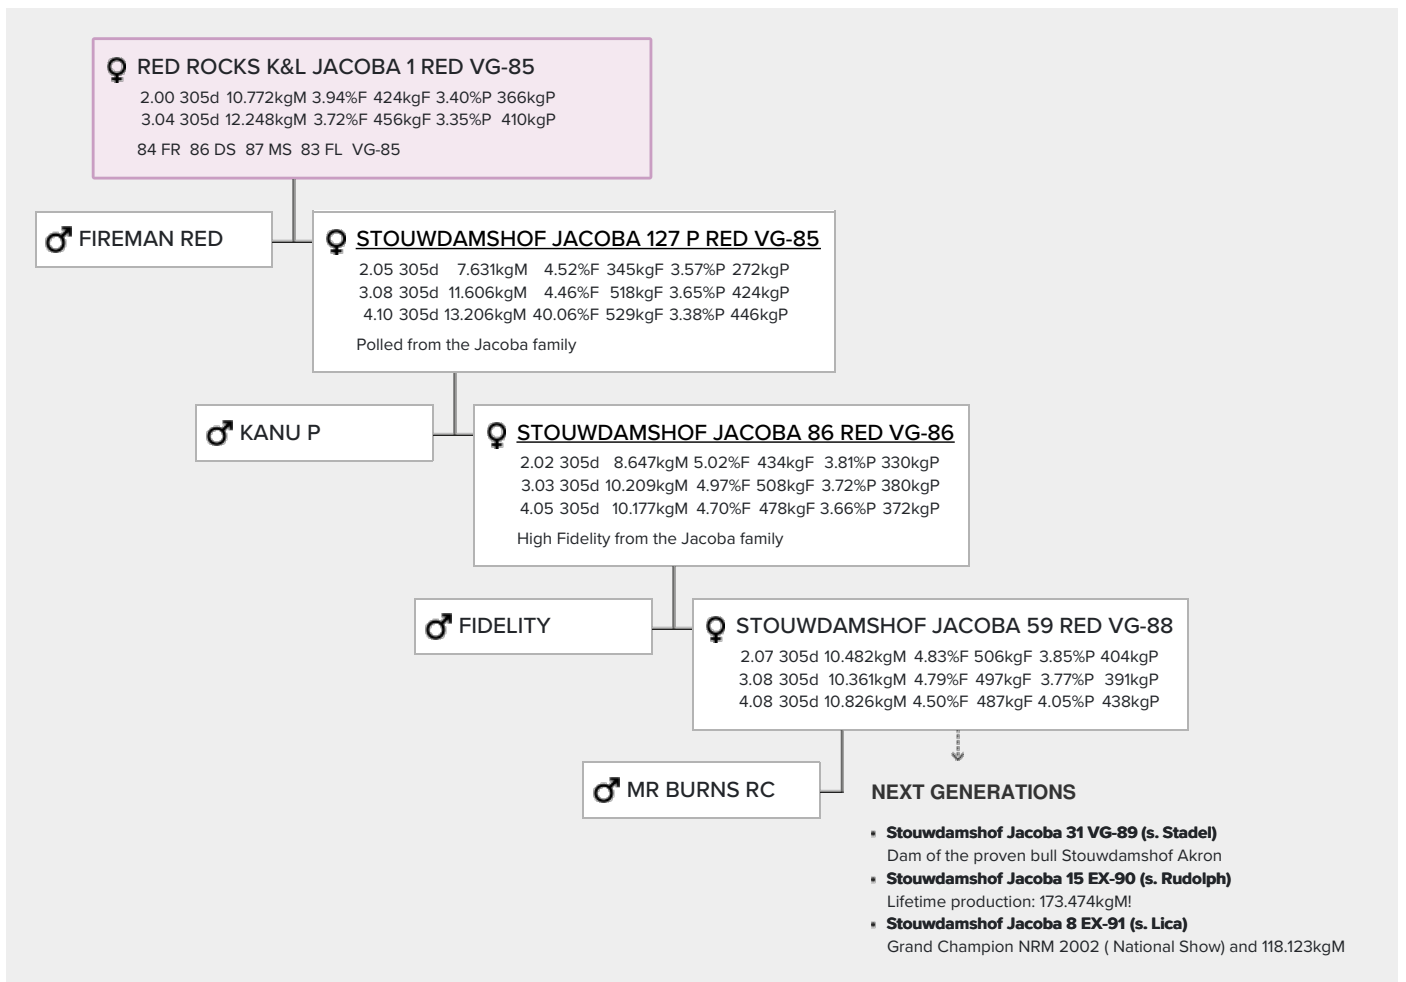 RED ROCKS K&L JACOBA 1 RED VG-85
2.00 305d 10.772kgM 3.94%F 424kgF 3.40%P 366kgP
3.04 305d 12.248kgM 3.72%F 456kgF 3.35%P 410kgP
84 FR 86 DS 87 MS 83 FL VG-85
FIREMAN RED
STOUWDAMSHOF JACOBA 127 P RED VG-85
2.05 305d 7.631kgM 4.52%F 345kgF 3.57%P 272kgP
3.08 305d 11.606kgM 4.46%F 518kgF 3.65%P 424kgP
4.10 305d 13.206kgM 40.06%F 529kgF 3.38%P 446kgP
Polled from the Jacoba family
KANU P
STOUWDAMSHOF JACOBA 86 RED VG-86
2.02 305d 8.647kgM 5.02%F 434kgF 3.81%P 330kgP
3.03 305d 10.209kgM 4.97%F 508kgF 3.72%P 380kgP
4.05 305d 10.177kgM 4.70%F 478kgF 3.66%P 372kgP
High Fidelity from the Jacoba family
FIDELITY
STOUWDAMSHOF JACOBA 59 RED VG-88
2.07 305d 10.482kgM 4.83%F 506kgF 3.85%P 404kgP
3.08 305d 10.361kgM 4.79%F 497kgF 3.77%P 391kgP
4.08 305d 10.826kgM 4.50%F 487kgF 4.05%P 438kgP
MR BURNS RC
NEXT GENERATIONS
Stouwdamshof Jacoba 31 VG-89 (s. Stadel)
Dam of the proven bull Stouwdamshof Akron
Stouwdamshof Jacoba 15 EX-90 (s. Rudolph)
Lifetime production: 173.474kgM!
Stouwdamshof Jacoba 8 EX-91 (s. Lica)
Grand Champion NRM 2002 ( National Show) and 118.123kgM